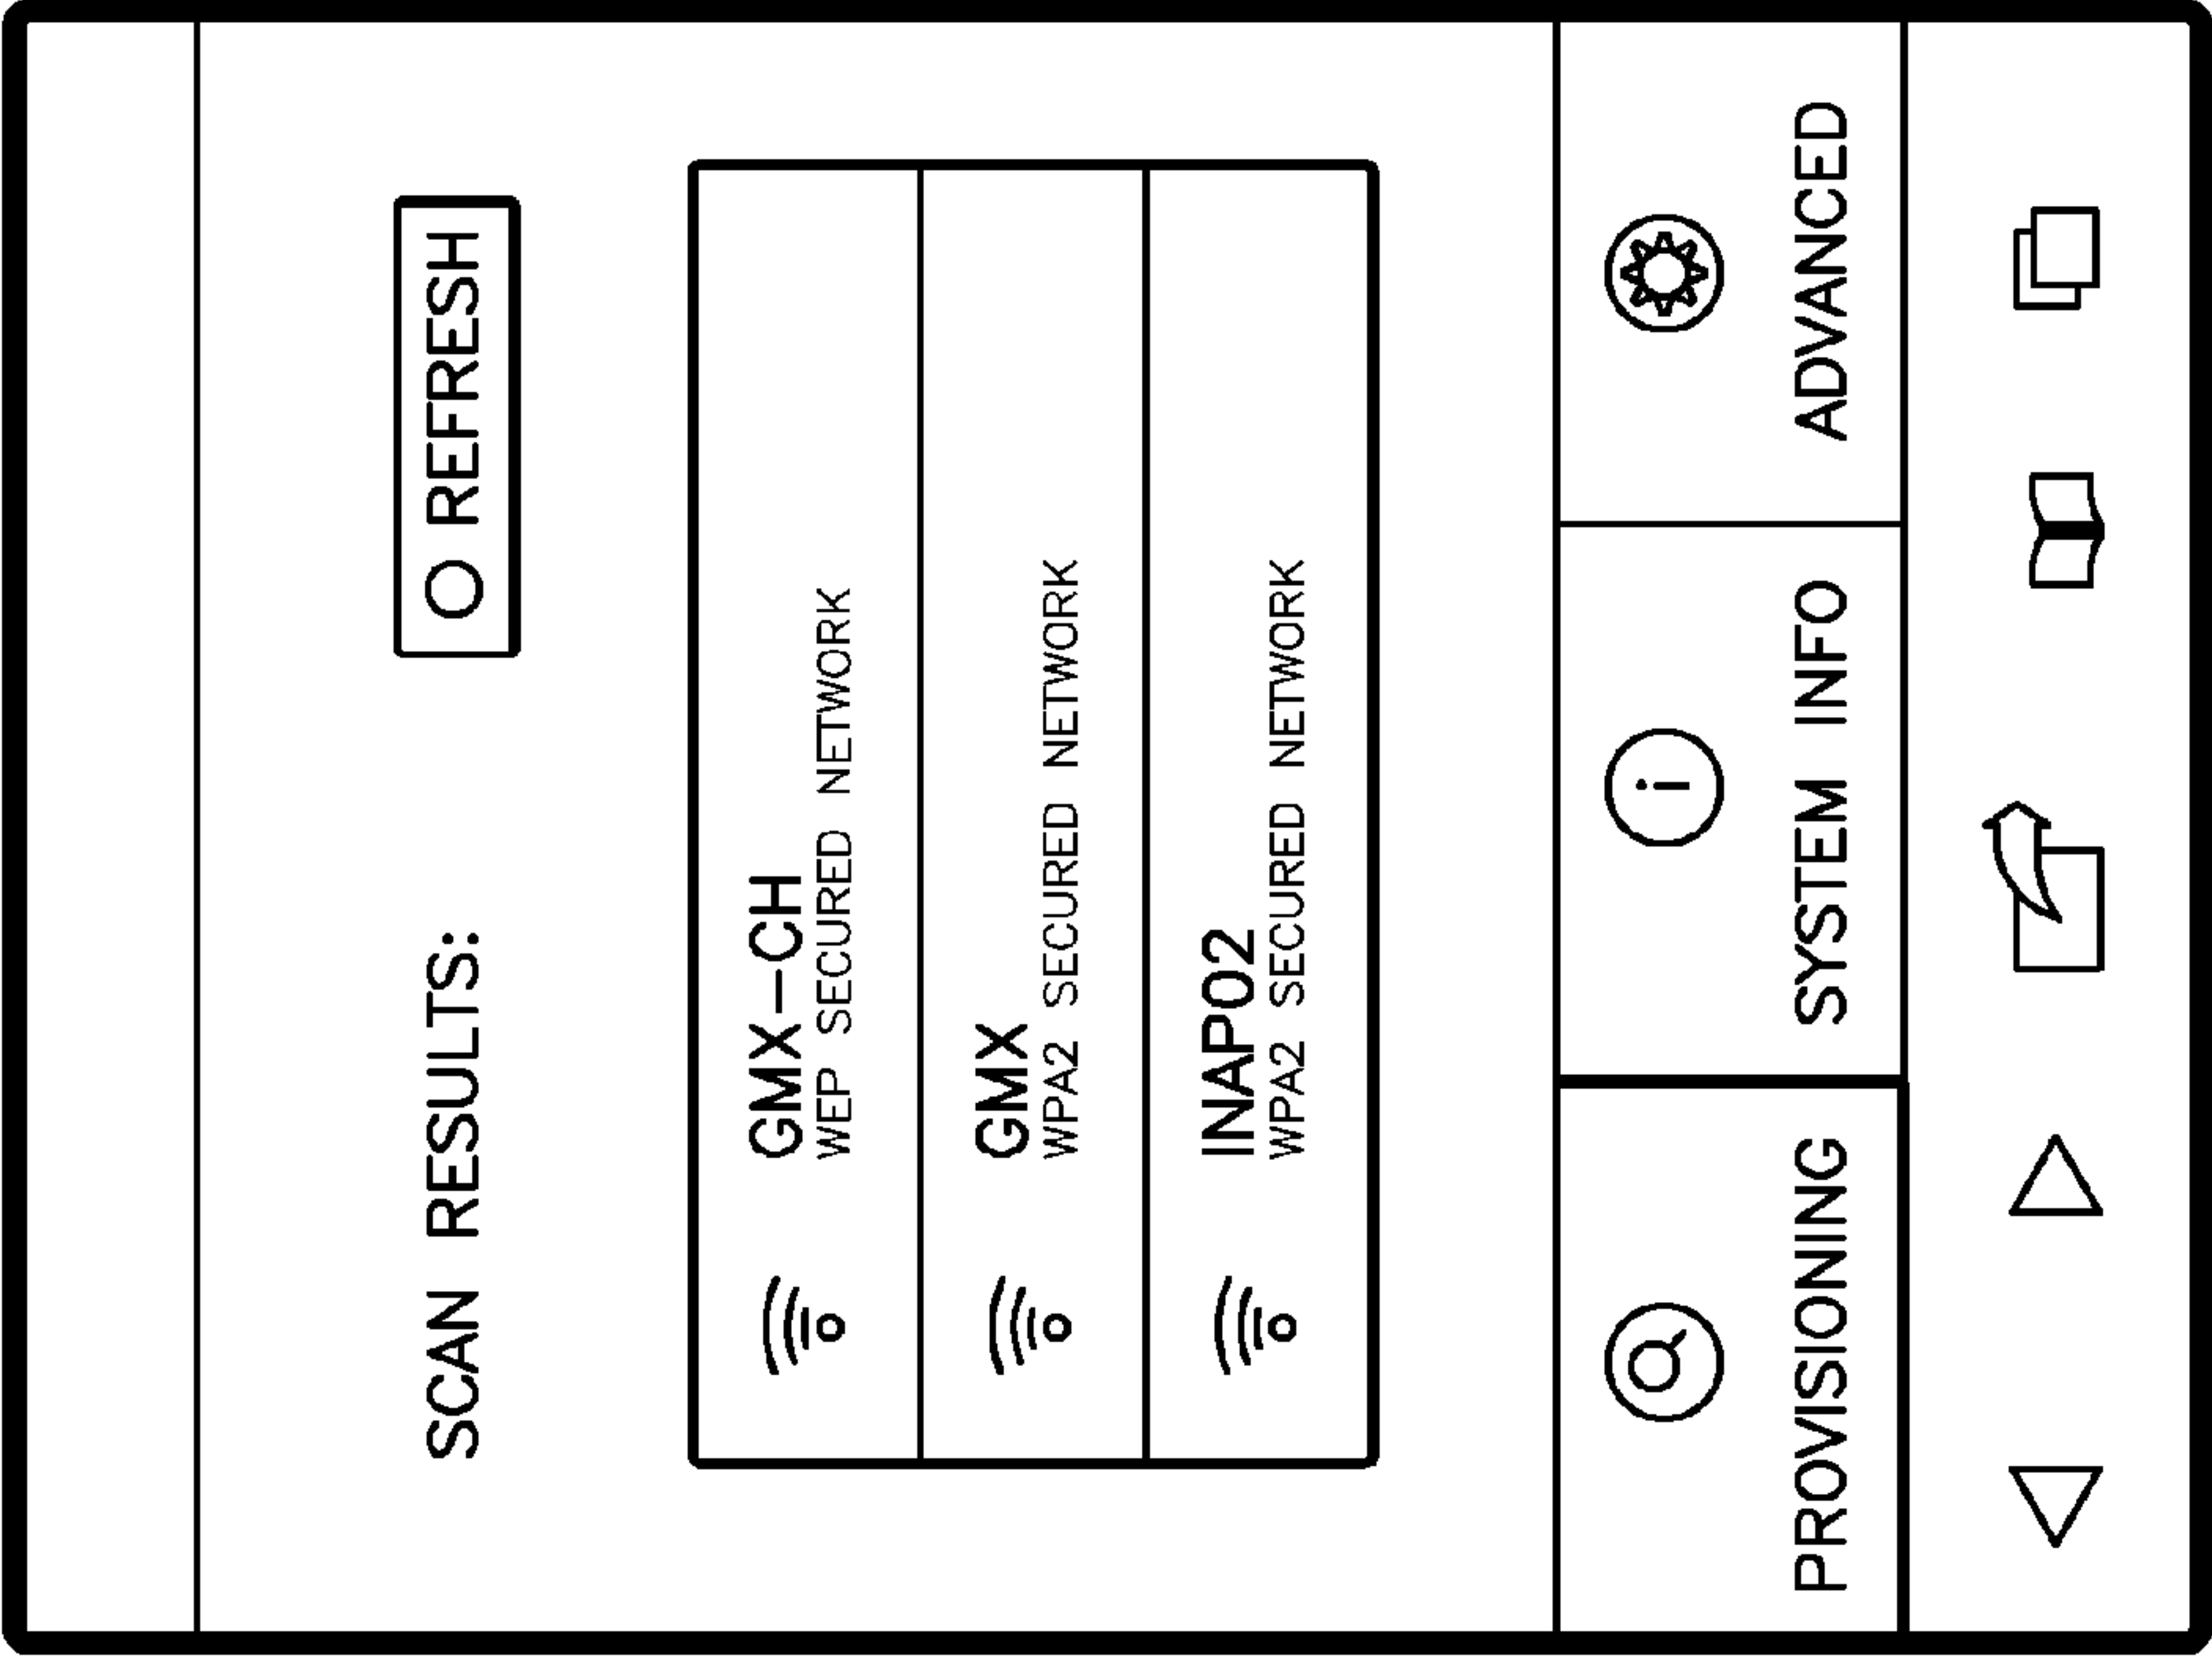 SCAN RESULTS:
REFRESH
GMX-CH
WEP SECURED NETWORK
GMX
WPA2 SECURED NETWORK
INAP02
WPA2 SECURED NETWORK
PROVISIONING
SYSTEM INFO
ADVANCED